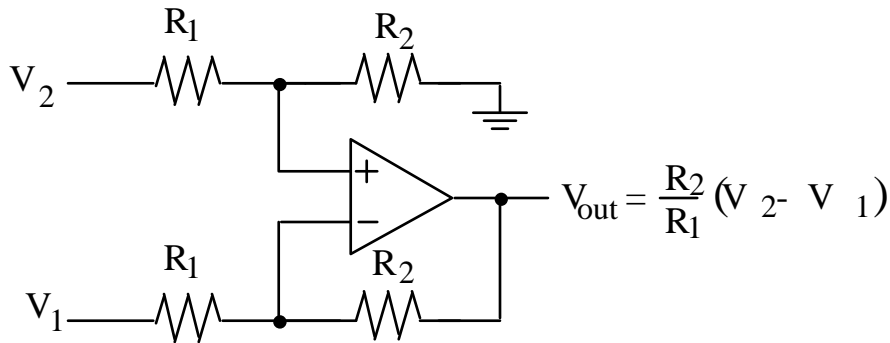 R1
R2
V2
+
Vout = R2/R1 (V2- V1)
−
R1
R2
V1